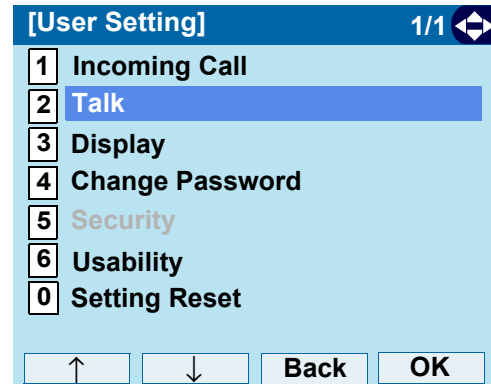 [User Setting] 1/1
1 Incoming Call
2 Talk
3 Display
4 Change Password
5 Security
6 Usability
0 Setting Reset
↑ ↓ Back OK